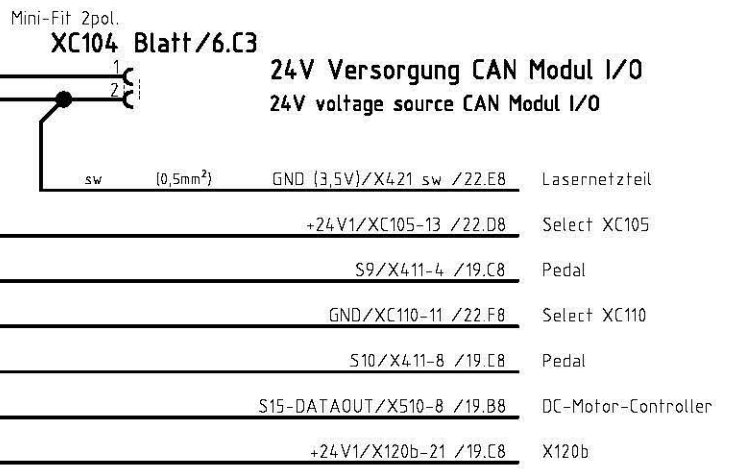 Mini-Fit 2pol.
XC104 Blatt/6.C3
1
2
24V Versorgung CAN Modul I/O
24V voltage source CAN Modul I/O
sw (0,5mm²) GND (3,5V)/X421 sw /22.E8 Lasernetzteil
+24V1/XC105-13 /22.D8 Select XC105
S9/X411-4 /19.C8 Pedal
GND/XC110-11 /22.F8 Select XC110
S10/X411-8 /19.C8 Pedal
S15-DATAOUT/X510-8 /19.B8 DC-Motor-Controller
+24V1/X120b-21 /19.C8 X120b